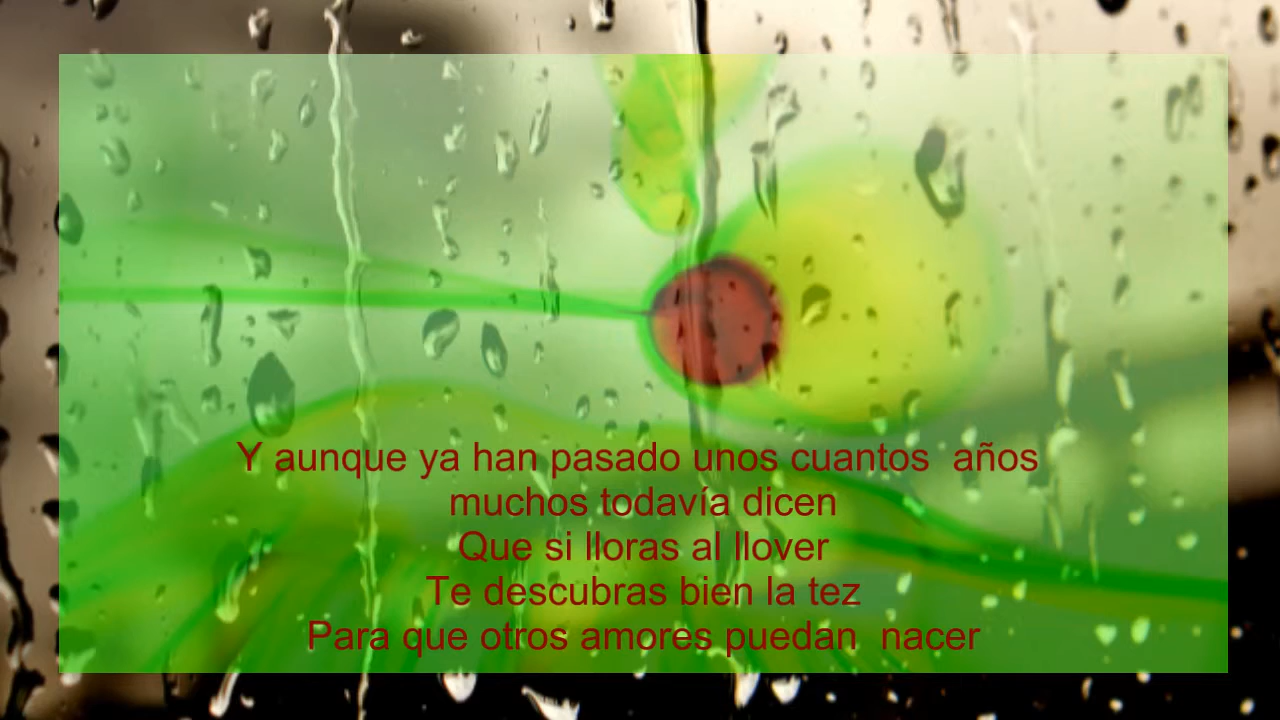 Y aunque ya han pasado unos cuantos  años
muchos todavía dicen
Que si lloras al llover
Te descubras bien la tez
Para que otros amores puedan  nacer